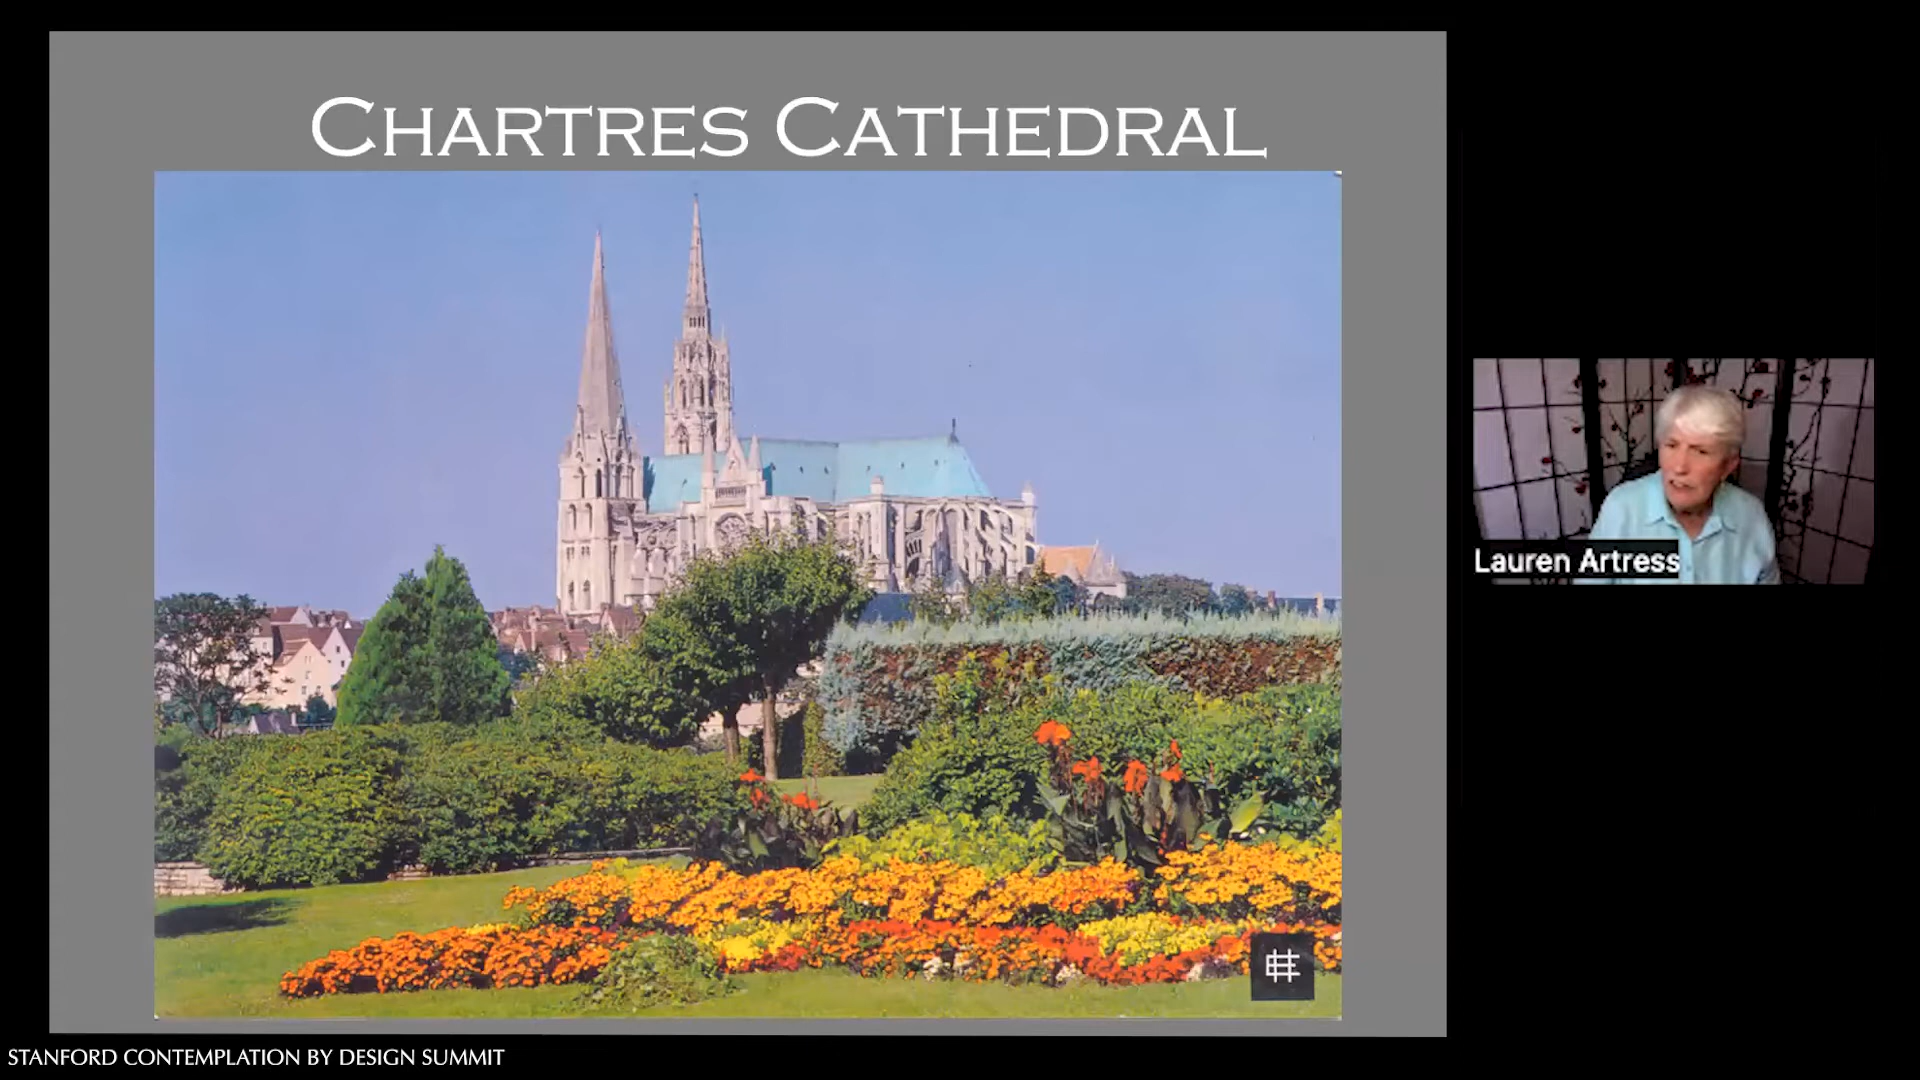 CHARTRES CATHEDRAL
Lauren Artress
STANFORD CONTEMPLATION BY DESIGN SUMMIT